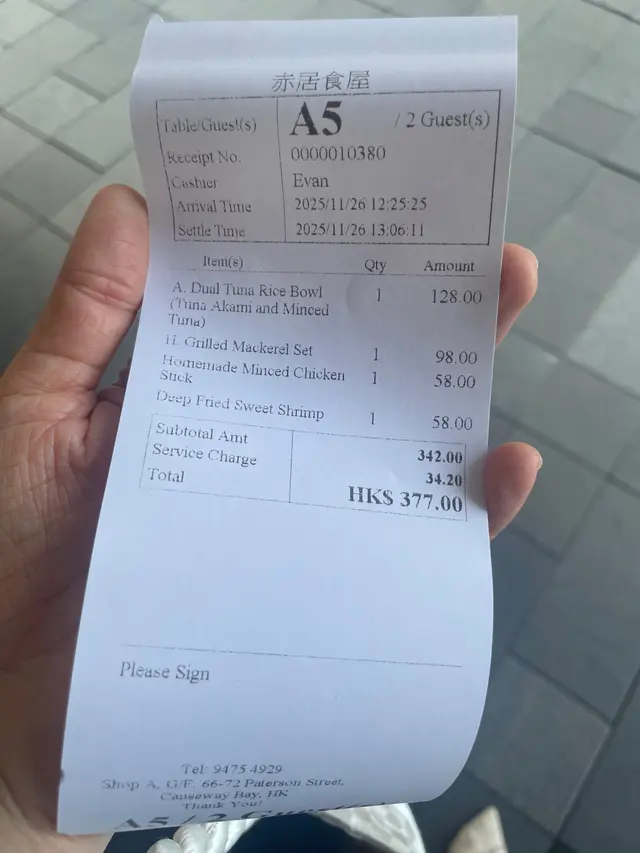 赤居食屋
Table/Guest(s) A5 / 2 Guest(s)
Receipt No. 0000010380
Cashier Evan
Arrival Time 2025/11/26 12:25:25
Settle Time 2025/11/26 13:06:11
Item(s) Qty Amount
A. Dual Tuna Rice Bowl 1 128.00
(Tuna Akami and Minced
Tuna)
H. Grilled Mackerel Set 1 98.00
Homemade Minced Chicken 1 58.00
Stick
Deep Fried Sweet Shrimp 1 58.00
Subtotal Amt 342.00
Service Charge 34.20
Total HK$ 377.00
Please Sign
Tel: 9475 4929
Shop A, G/F, 66-72 Paterson Street,
Causeway Bay, HK
Thank You!
A5 / 2